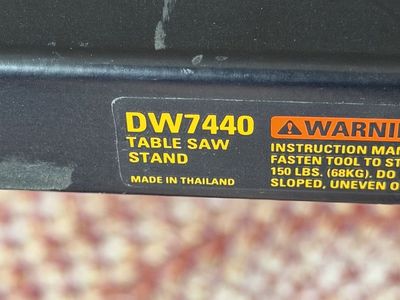 DW7440
TABLE SAW
STAND
MADE IN THAILAND
WARNI
INSTRUCTION MAN
FASTEN TOOL TO ST
150 LBS. (68KG). DO
SLOPED, UNEVEN O